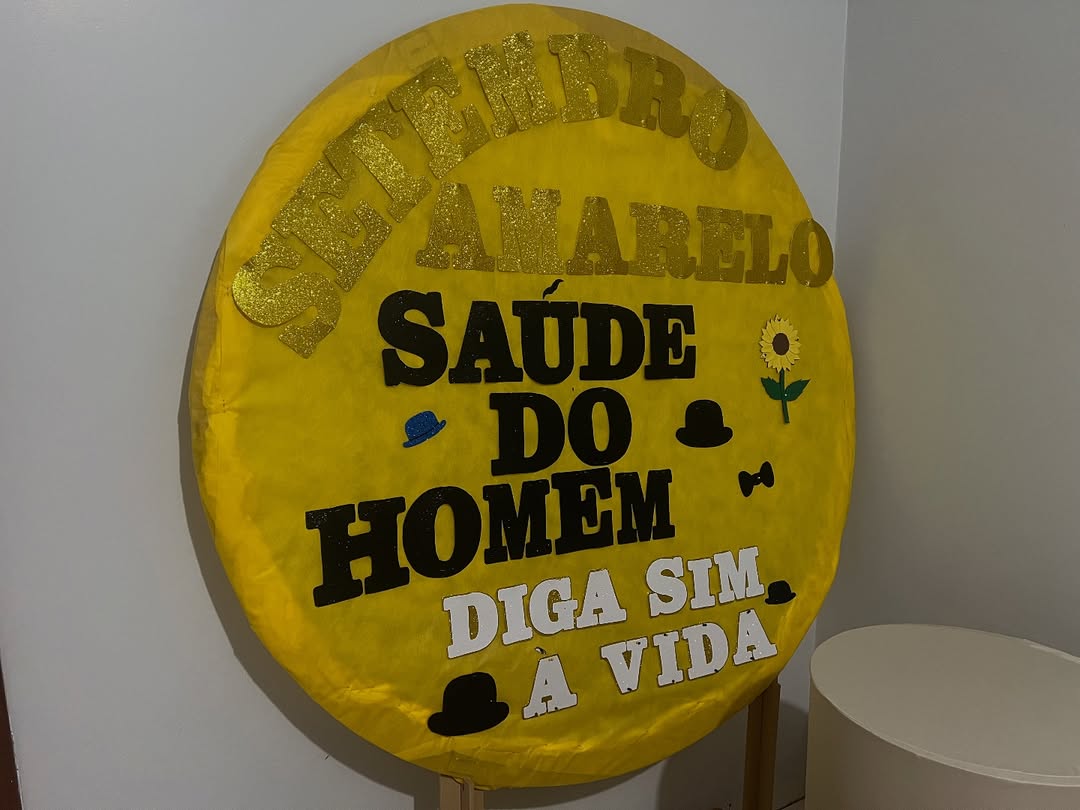 SETEMBRO
AMARELO
SAÚDE
DO
HOMEM
DIGA SIM
À VIDA